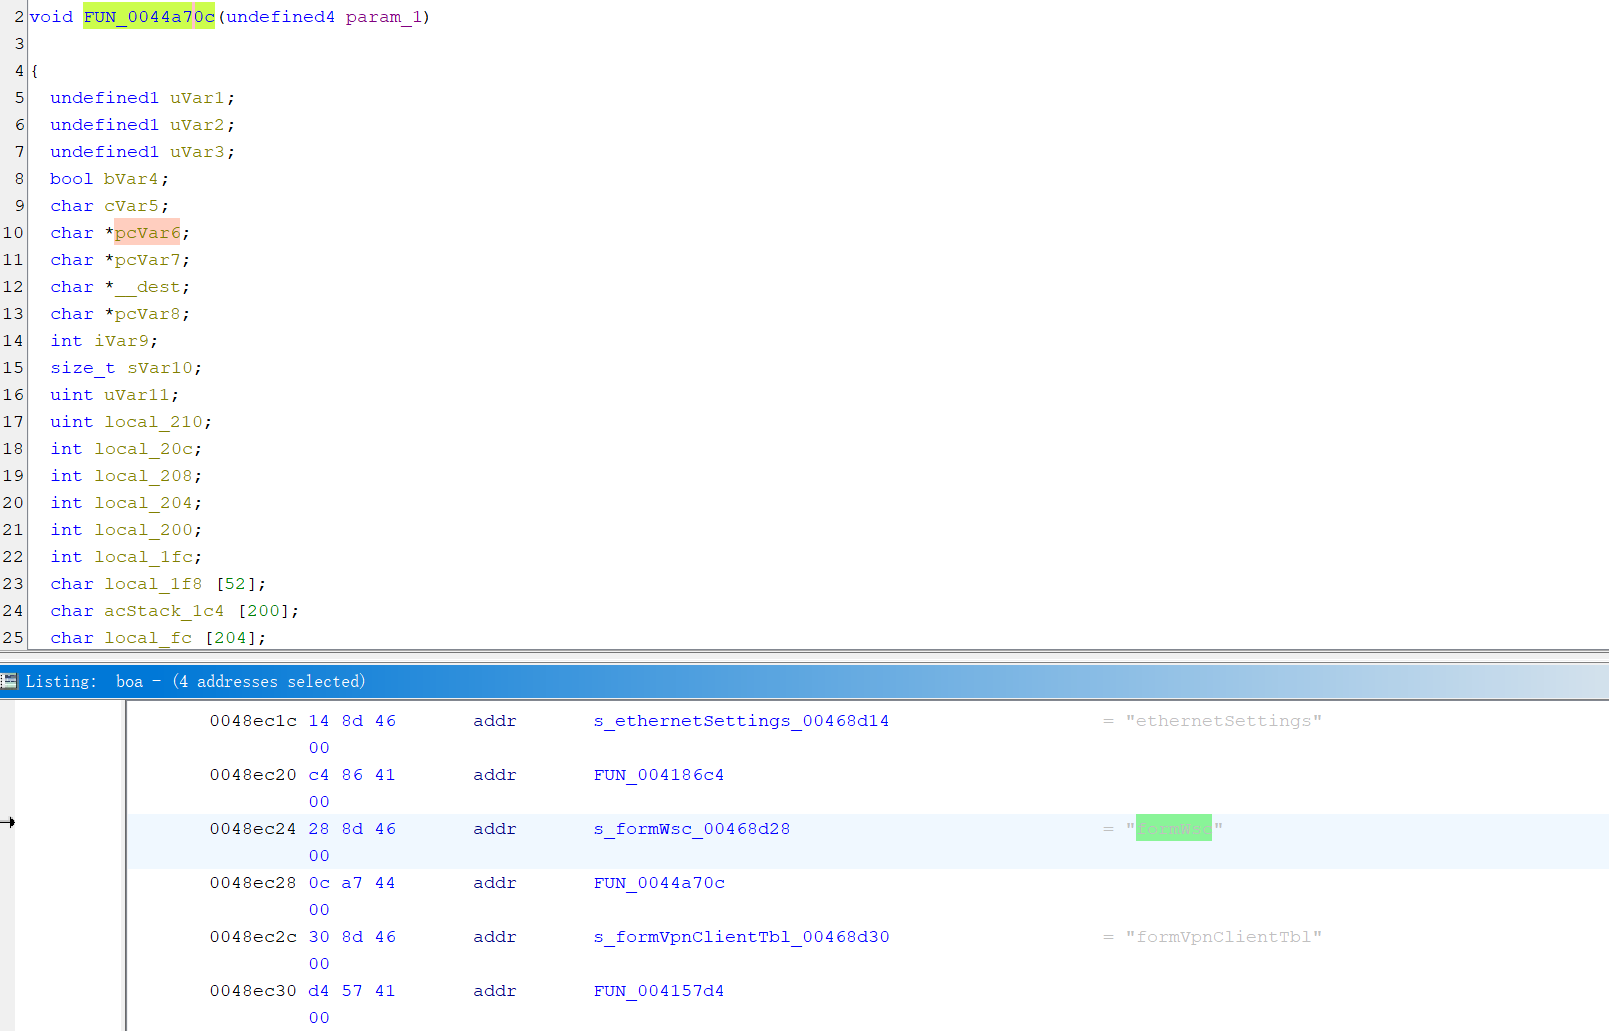 2 void FUN_0044a70c(undefined4 param_1)
3
4 {
5 undefined1 uVar1;
6 undefined1 uVar2;
7 undefined1 uVar3;
8 bool bVar4;
9 char cVar5;
10 char *pcVar6;
11 char *pcVar7;
12 char *__dest;
13 char *pcVar8;
14 int iVar9;
15 size_t sVar10;
16 uint uVar11;
17 uint local_210;
18 int local_20c;
19 int local_208;
20 int local_204;
21 int local_200;
22 int local_1fc;
23 char local_1f8 [52];
24 char acStack_1c4 [200];
25 char local_fc [204];
Listing: boa - (4 addresses selected)
0048ec1c 14 8d 46 addr s_ethernetSettings_00468d14 = "ethernetSettings"
00
0048ec20 c4 86 41 addr FUN_004186c4
00
0048ec24 28 8d 46 addr s_formWsc_00468d28 = "formWsc"
00
0048ec28 0c a7 44 addr FUN_0044a70c
00
0048ec2c 30 8d 46 addr s_formVpnClientTbl_00468d30 = "formVpnClientTbl"
00
0048ec30 d4 57 41 addr FUN_004157d4
00